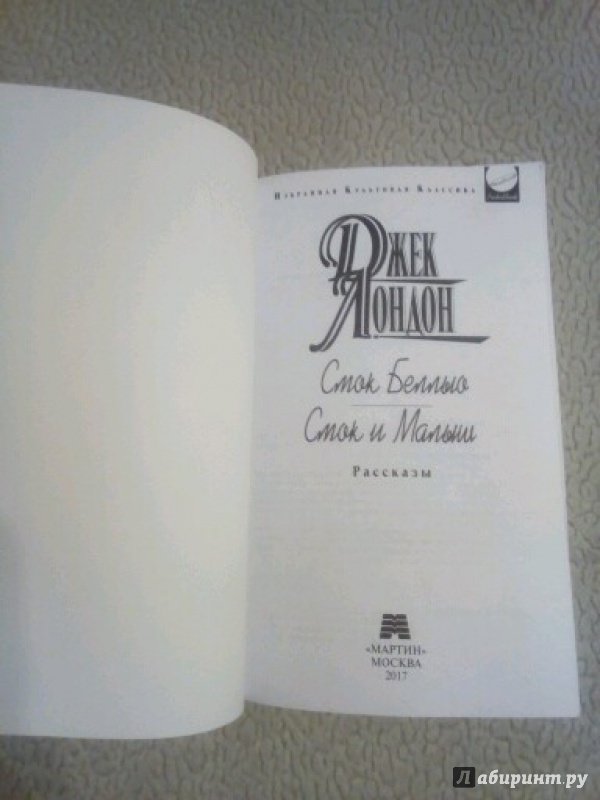 Избранная Культовая Классика
Джек
Лондон
Смок Беллью
Смок и Малыш
Рассказы
«МАРТИН»
МОСКВА
2017
Лабиринт.ру